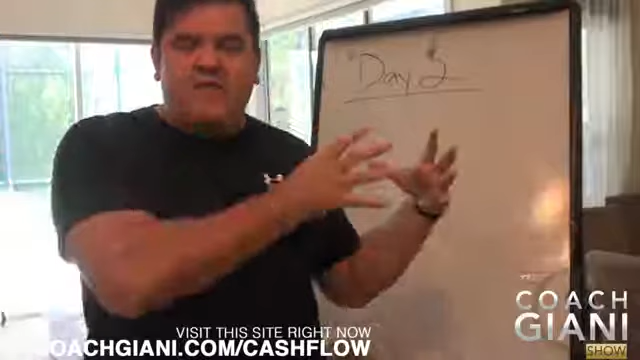 Day 2
COACH
GIANI
SHOW
VISIT THIS SITE RIGHT NOW
COACHGIANI.COM/CASHFLOW